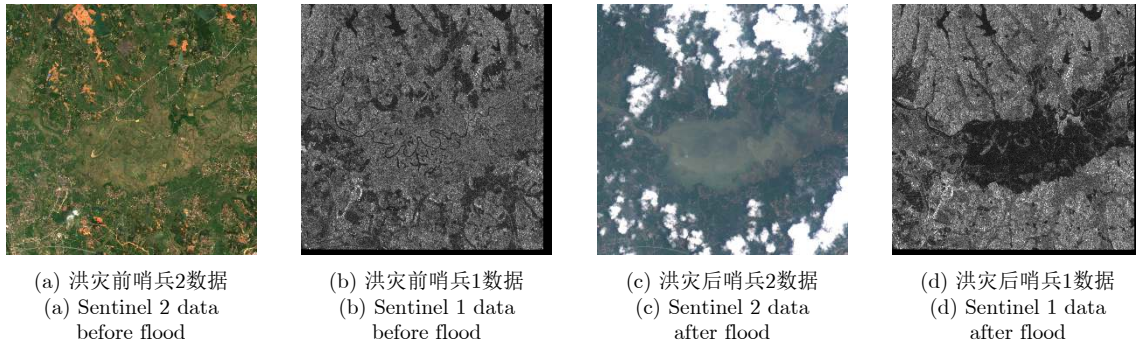 (a) 洪灾前哨兵2数据
(a) Sentinel 2 data
before flood
(b) 洪灾前哨兵1数据
(b) Sentinel 1 data
before flood
(c) 洪灾后哨兵2数据
(c) Sentinel 2 data
after flood
(d) 洪灾后哨兵1数据
(d) Sentinel 1 data
after flood